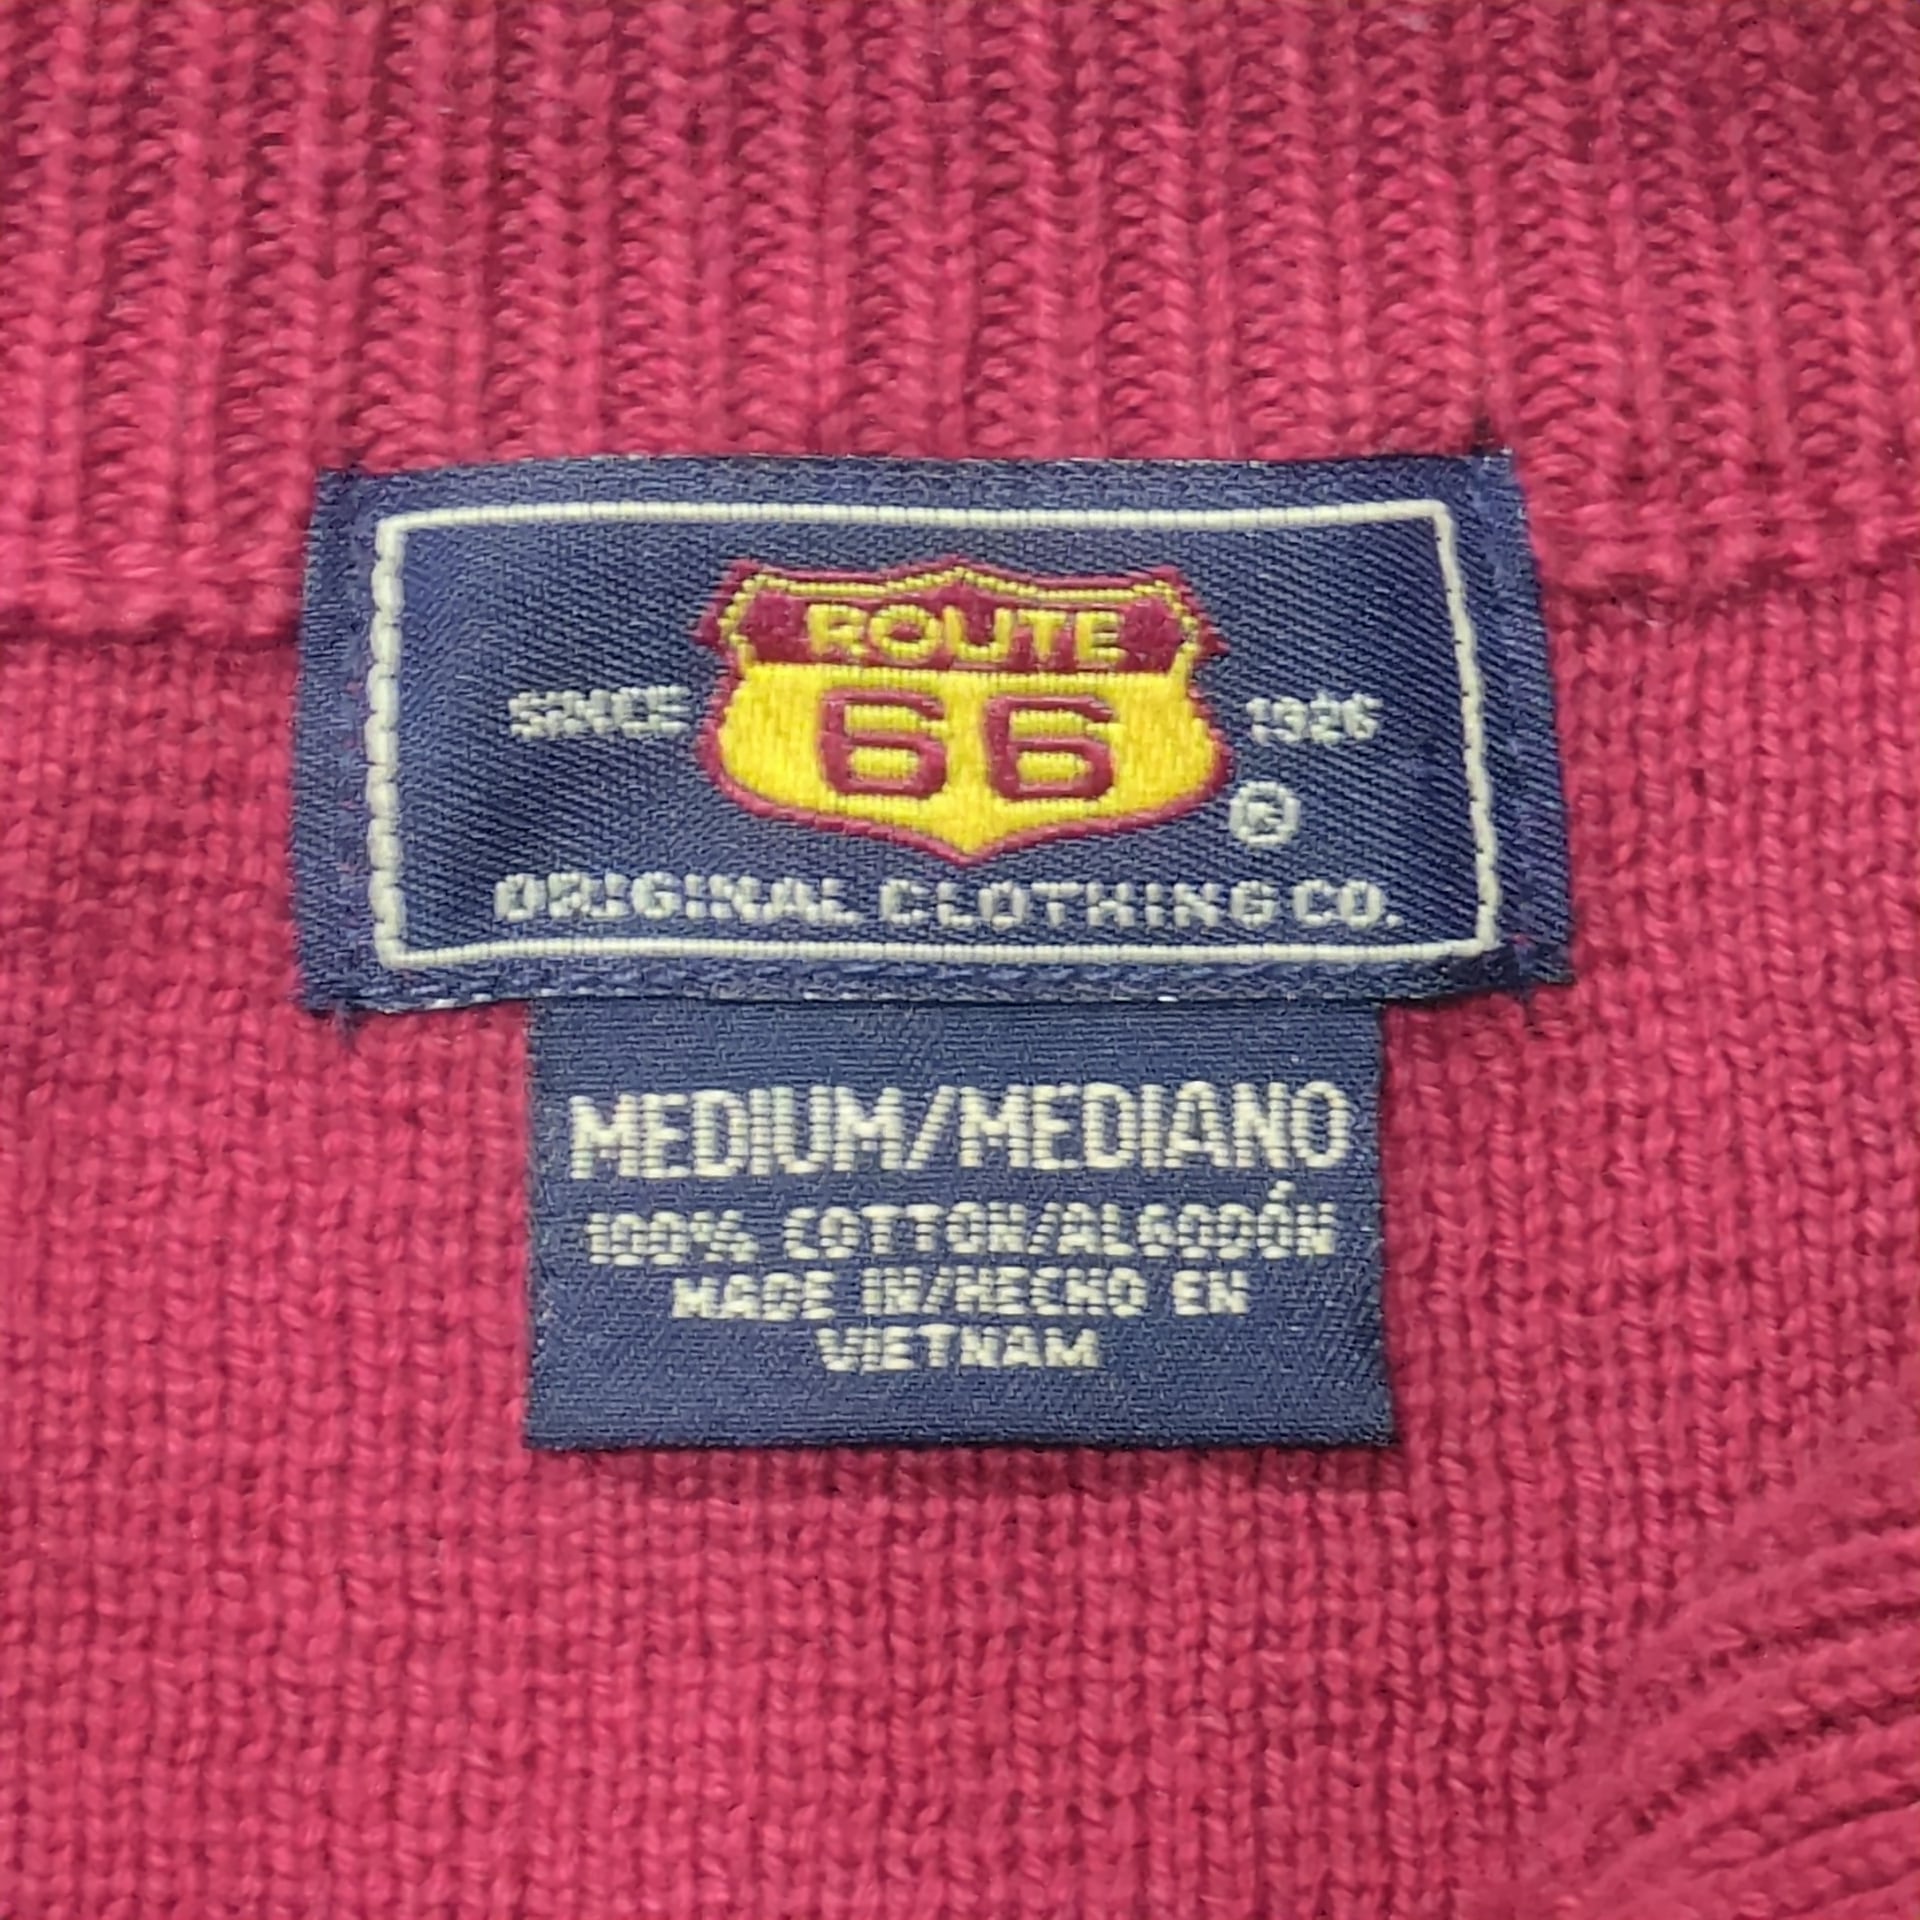 ROUTE
SINCE 66 1926
®
ORIGINAL CLOTHING CO.
MEDIUM/MEDIANO
100% COTTON/ALGODÓN
MADE IN/HECHO EN
VIETNAM